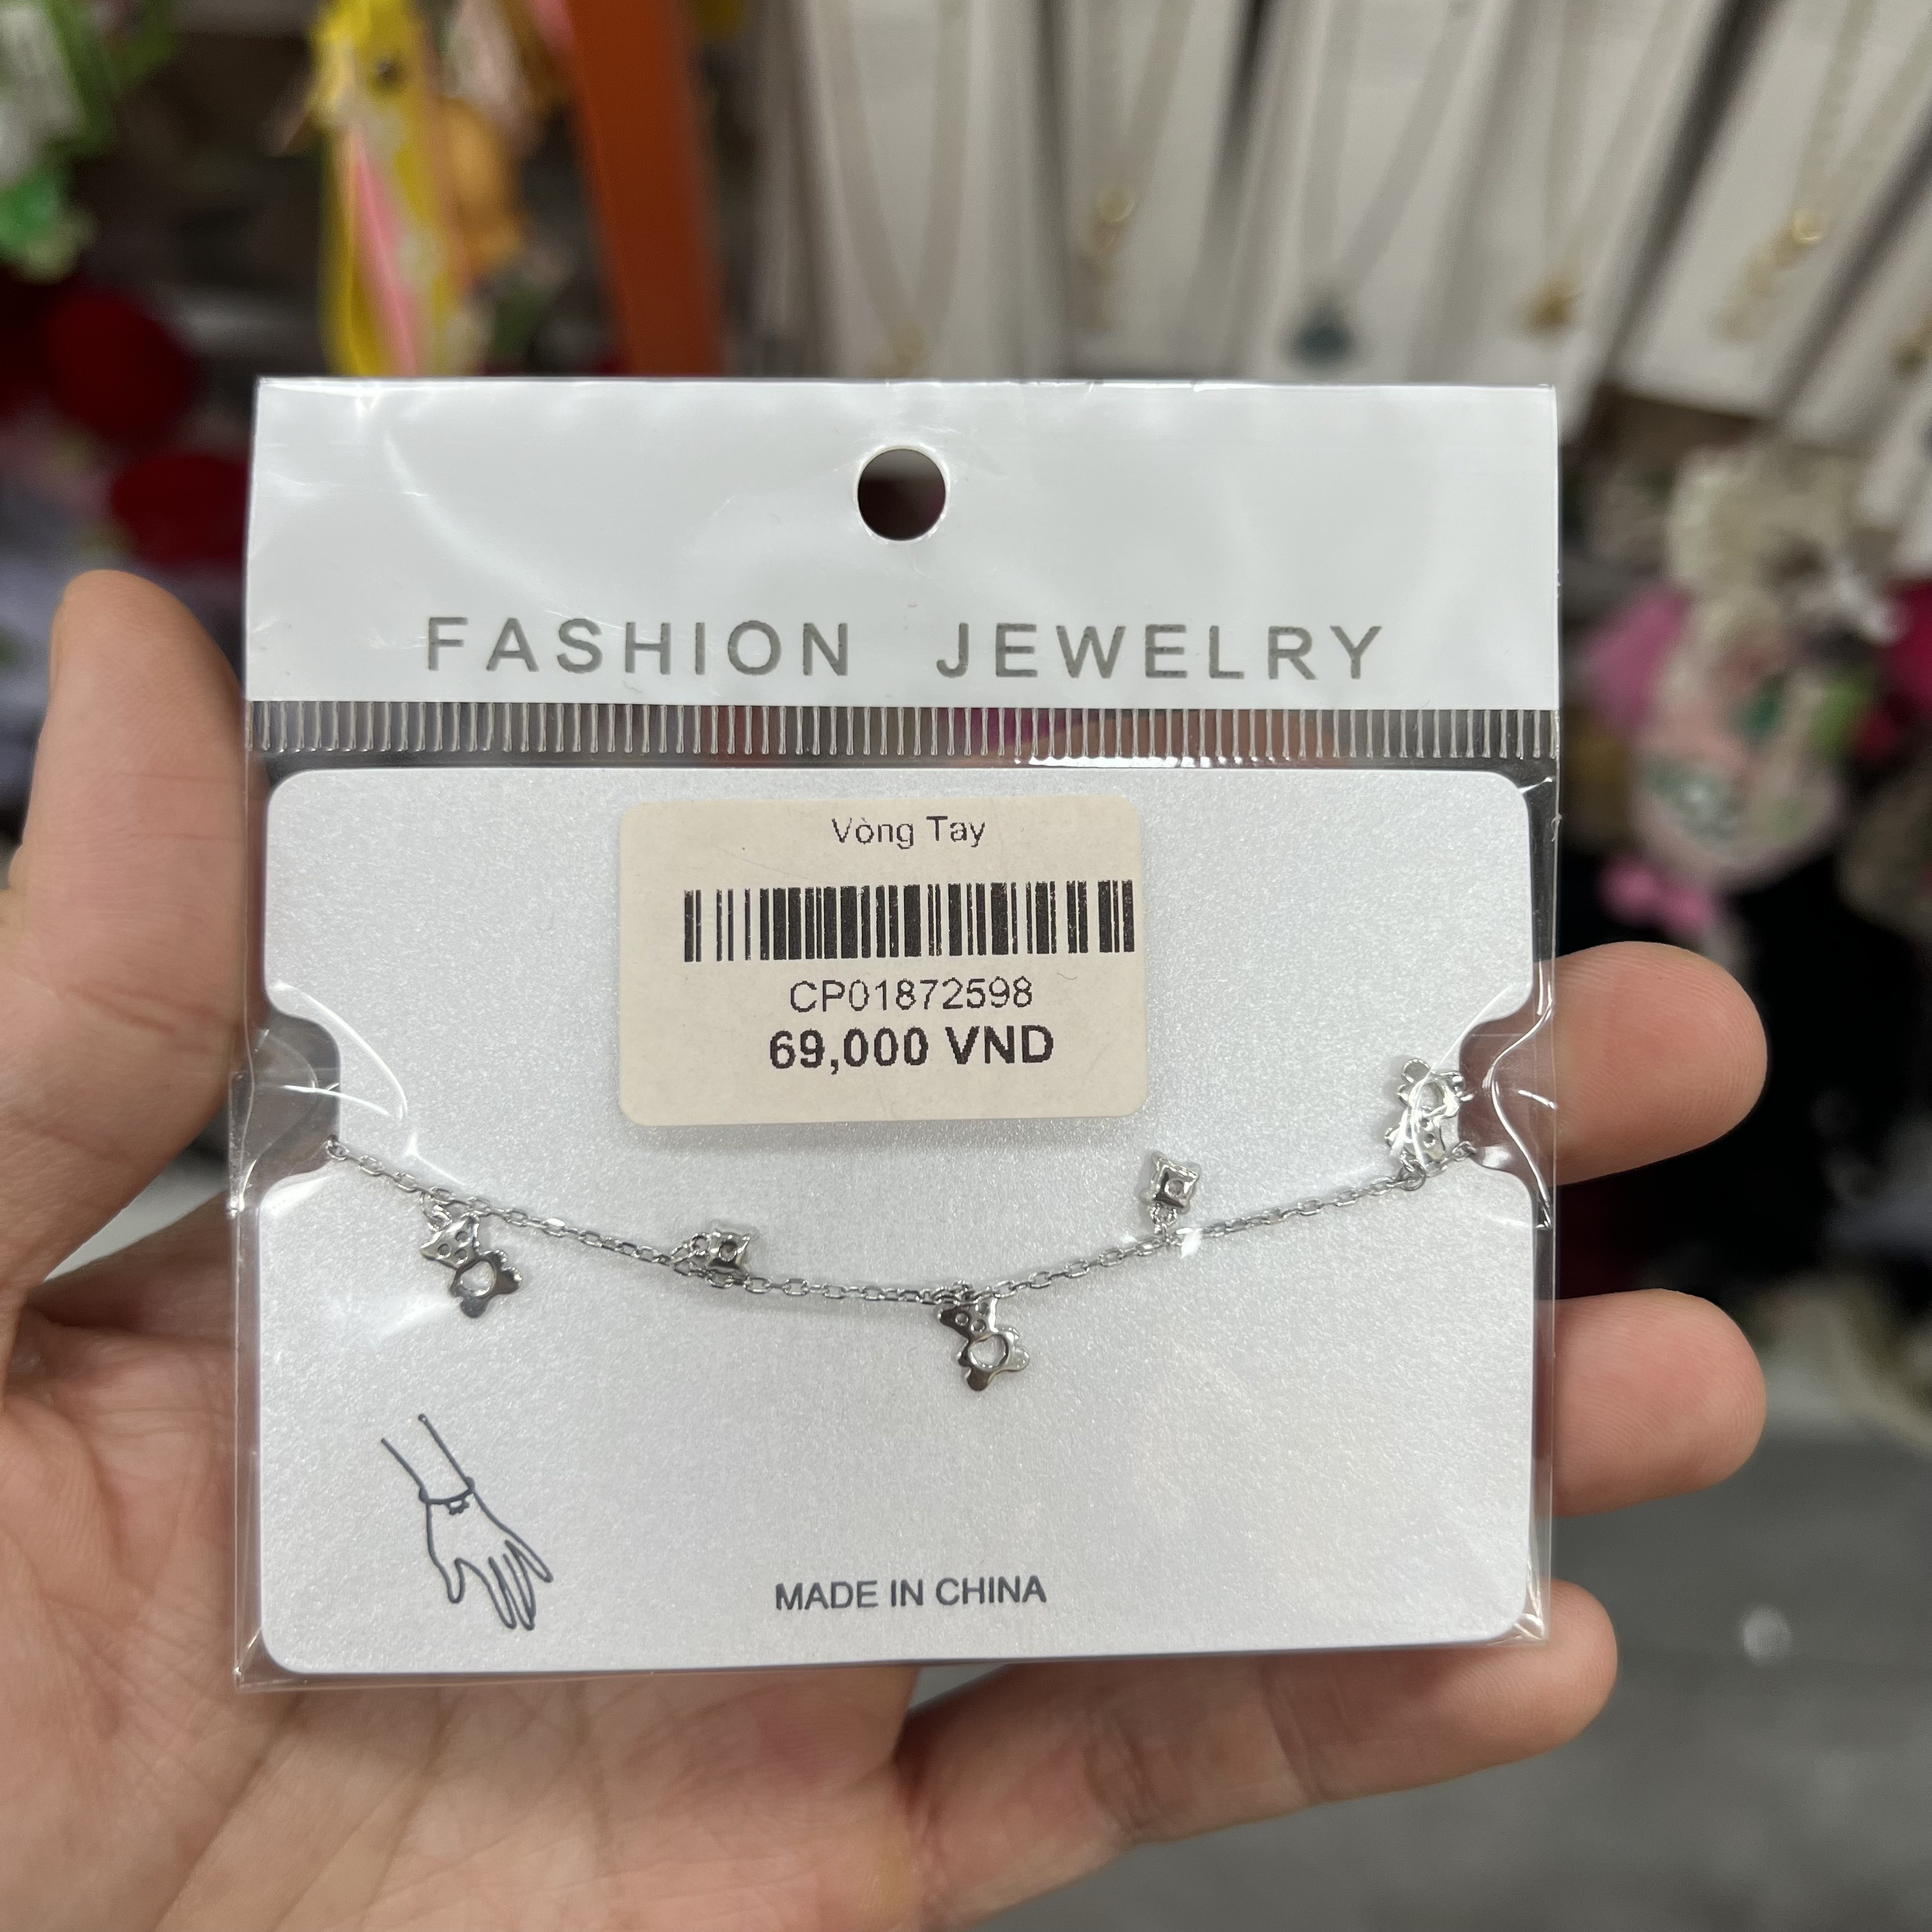 FASHION JEWELRY
Vòng Tay
CP01872598
69,000 VND
MADE IN CHINA